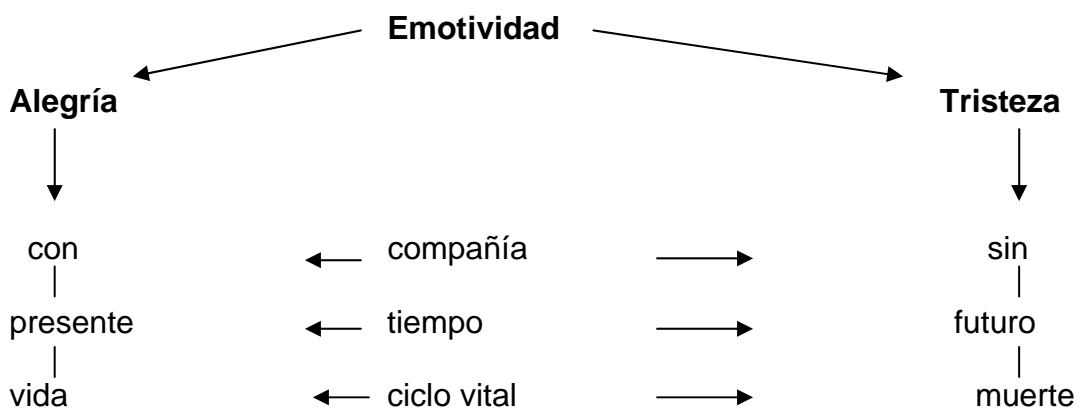 Emotividad
Alegría Tristeza
con compañía sin
presente tiempo futuro
vida ciclo vital muerte